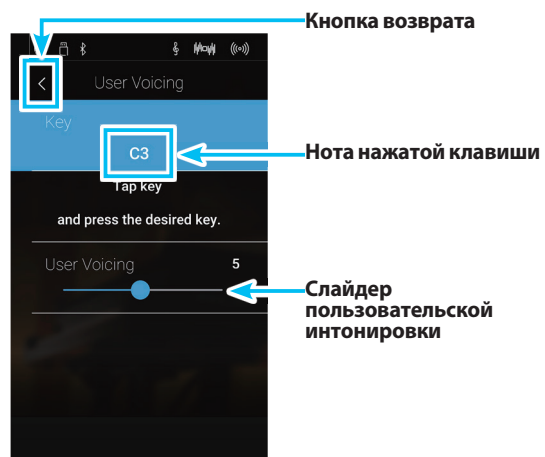 Кнопка возврата
User Voicing
Key
C3
Нота нажатой клавиши
Tap key
and press the desired key.
User Voicing 5
Слайдер
пользовательской
интонировки